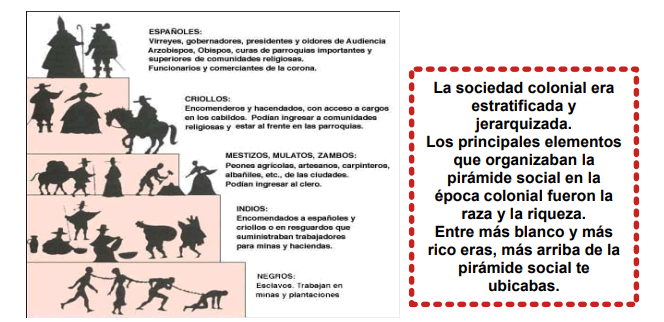 ESPAÑOLES:
Virreyes, gobernadores, presidentes y oidores de Audiencia
Arzobispos, Obispos, curas de parroquias importantes y
superiores de comunidades religiosas.
Funcionarios y comerciantes de la corona.
CRIOLLOS:
Encomenderos y hacendados, con acceso a cargos
en los cabildos. Podían ingresar a comunidades
religiosas y estar al frente en las parroquias.
MESTIZOS, MULATOS, ZAMBOS:
Peones agrícolas, artesanos, carpinteros,
albañiles, etc., de las ciudades.
Podían ingresar al clero.
INDIOS:
Encomendados a españoles y
criollos o en resguardos que
suministraban trabajadores
para minas y haciendas.
NEGROS:
Esclavos. Trabajan en
minas y plantaciones
La sociedad colonial era
estratificada y
jerarquizada.
Los principales elementos
que organizaban la
pirámide social en la
época colonial fueron la
raza y la riqueza.
Entre más blanco y más
rico eras, más arriba de la
pirámide social te
ubicabas.